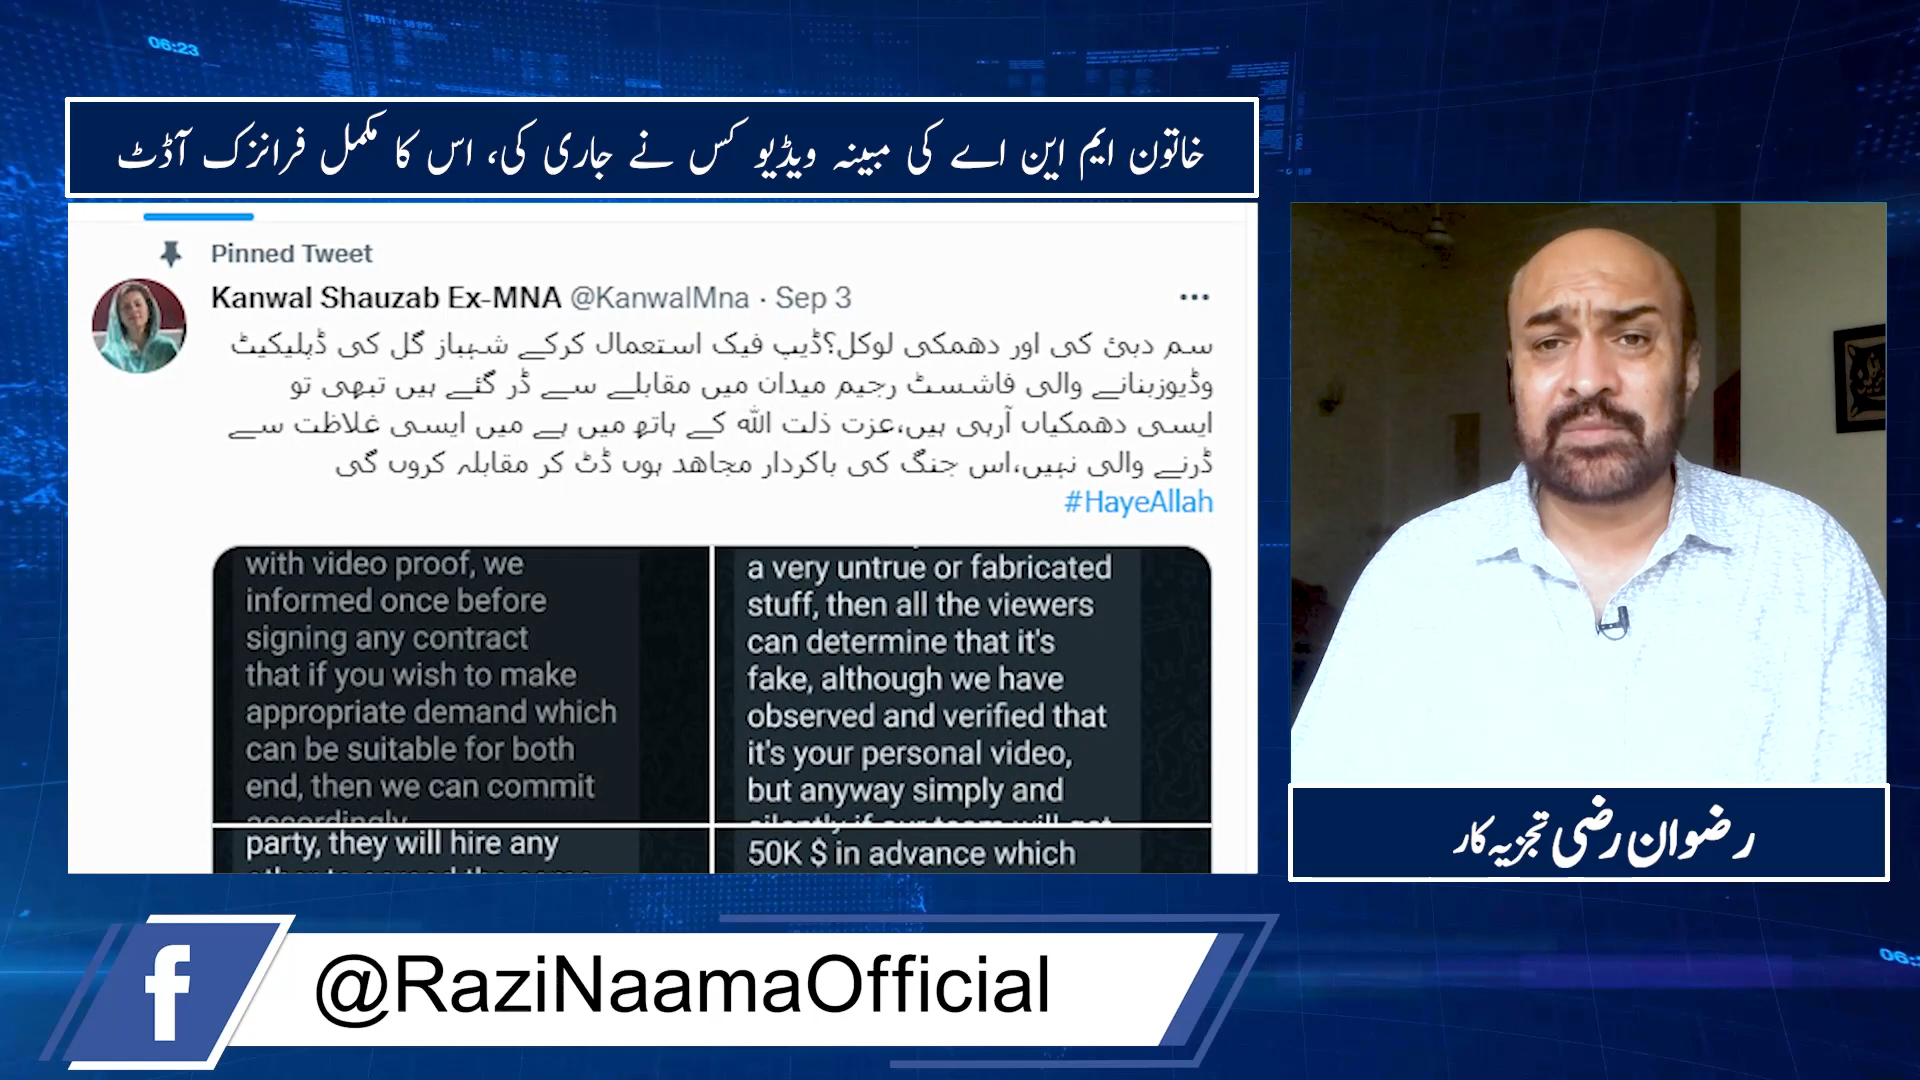 06:23
خاتون ایم این اے کی مبینہ ویڈیو کس نے جاری کی، اس کا مکمل فرانزک آڈٹ
Pinned Tweet
Kanwal Shauzab Ex-MNA @KanwalMna · Sep 3
سم دبئ کی اور دھمکی لوکل؟ڈیپ فیک استعمال کرکے شہباز گل کی ڈپلیکیٹ
وڈیوزبنانے والی فاشسٹ رجیم میدان میں مقابلے سے ڈر گئے ہیں تبھی تو
ایسی دھمکیاں آرہی ہیں،عزت ذلت اللہ کے ہاتھ میں ہے میں ایسی غلاظت سے
ڈرنے والی نہیں،اس جنگ کی باکردار مجاھد ہوں ڈٹ کر مقابلہ کروں گی
#HayeAllah
with video proof, we
informed once before
signing any contract
that if you wish to make
appropriate demand which
can be suitable for both
end, then we can commit
accordingly
a very untrue or fabricated
stuff, then all the viewers
can determine that it's
fake, although we have
observed and verified that
it's your personal video,
but anyway simply and
party, they will hire any
50K $ in advance which
رضوان رضی تجزیہ کار
@RaziNaamaOfficial